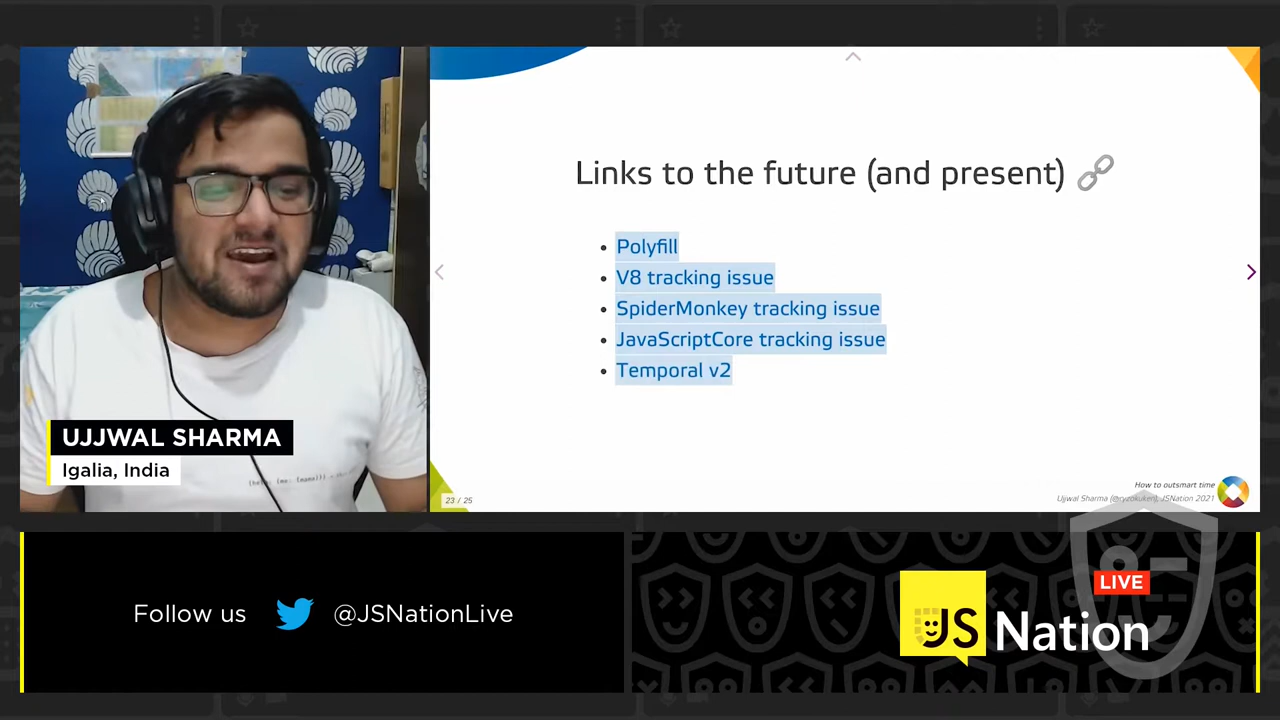 Links to the future (and present)
Polyfill
V8 tracking issue
SpiderMonkey tracking issue
JavaScriptCore tracking issue
Temporal v2
UJJWAL SHARMA
Igalia, India
23 / 25
How to outsmart time
Ujjwal Sharma (@ryzokuken), JSNation 2021
Follow us @JSNationLive
LIVE
JS Nation